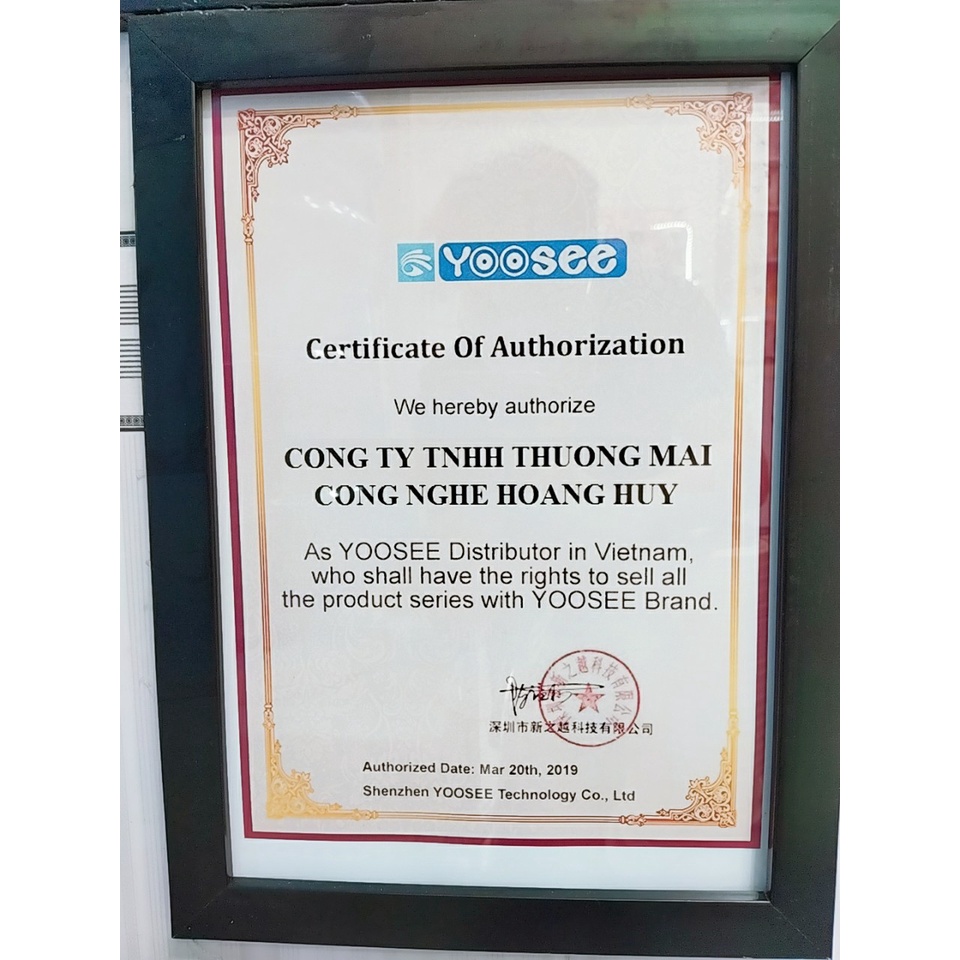 YOOSEE
Certificate Of Authorization
We hereby authorize
CONG TY TNHH THUONG MAI
CONG NGHE HOANG HUY
As YOOSEE Distributor in Vietnam,
who shall have the rights to sell all
the product series with YOOSEE Brand.
深圳市新之越科技有限公司
Authorized Date: Mar 20th, 2019
Shenzhen YOOSEE Technology Co., Ltd